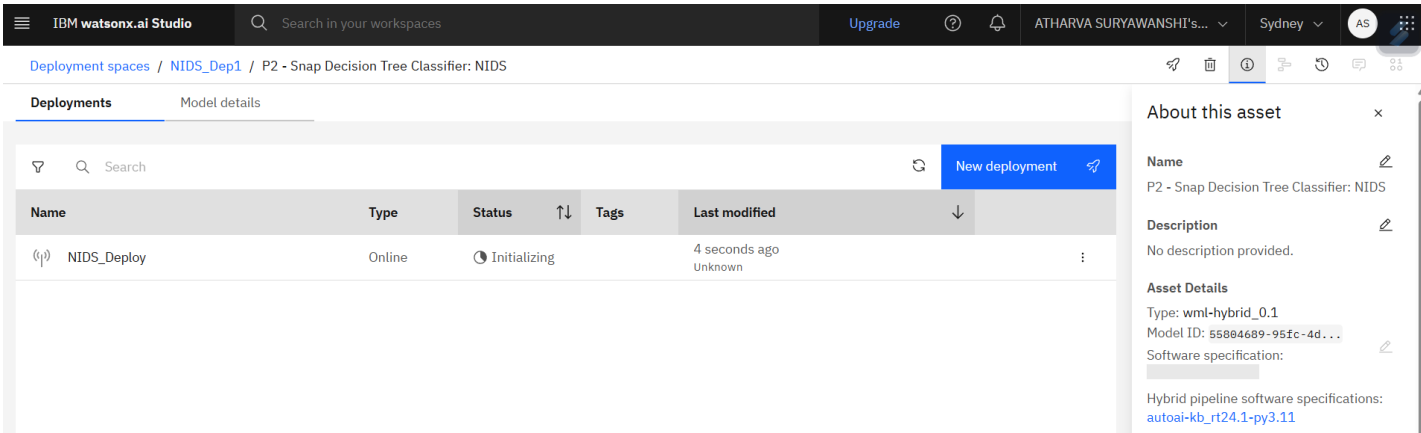 IBM watsonx.ai Studio
Search in your workspaces
Upgrade
ATHARVA SURYAWANSHI's...
Sydney
AS
Deployment spaces / NIDS_Dep1 / P2 - Snap Decision Tree Classifier: NIDS
Deployments
Model details
Search
New deployment
Name Type Status Tags Last modified
NIDS_Deploy Online Initializing 4 seconds ago
Unknown
About this asset
Name
P2 - Snap Decision Tree Classifier: NIDS
Description
No description provided.
Asset Details
Type: wml-hybrid_0.1
Model ID: 55804689-95fc-4d...
Software specification:
Hybrid pipeline software specifications:
autoai-kb_rt24.1-py3.11